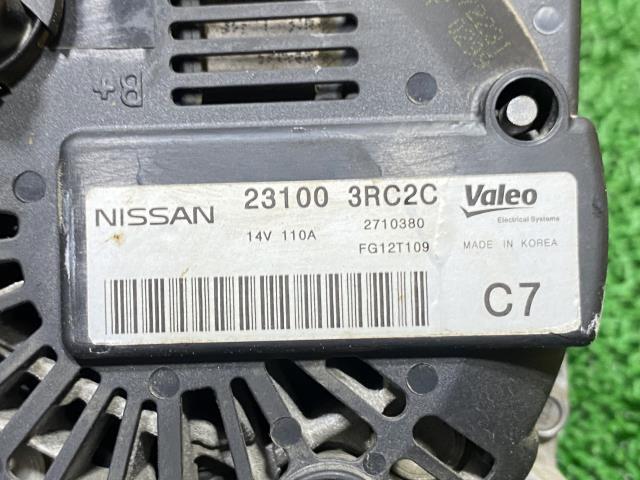 B+
NISSAN 23100 3RC2C Valeo
Electrical Systems
14V 110A 2710380
FG12T109 MADE IN KOREA
C7